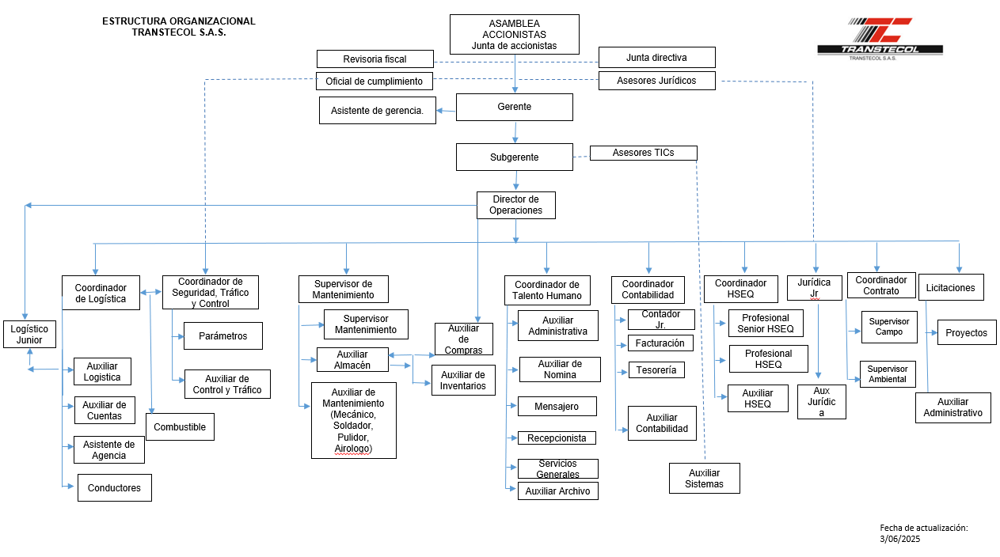 ESTRUCTURA ORGANIZACIONAL
TRANSTECOL S.A.S.
ASAMBLEA
ACCIONISTAS
Junta de accionistas
TRANSTECOL
TRANSTECOL S.A.S.
Revisoria fiscal
Junta directiva
Oficial de cumplimiento
Asesores Jurídicos
Asistente de gerencia.
Gerente
Subgerente
Asesores TICs
Director de
Operaciones
Coordinador
de Logística
Coordinador de
Seguridad, Tráfico
y Control
Supervisor de
Mantenimiento
Coordinador de
Talento Humano
Coordinador
Contabilidad
Coordinador
HSEQ
Jurídica
Jr
Coordinador
Contrato
Licitaciones
Logístico
Junior
Parámetros
Supervisor
Mantenimiento
Auxiliar
de
Compras
Auxiliar
Administrativa
Contador
Jr.
Profesional
Senior HSEQ
Supervisor
Campo
Proyectos
Facturación
Auxiliar
Logistica
Auxiliar de
Control y Tráfico
Auxiliar
Almacén
Auxiliar de
Inventarios
Auxiliar de
Nomina
Tesorería
Profesional
HSEQ
Supervisor
Ambiental
Auxiliar de
Cuentas
Combustible
Auxiliar de
Mantenimiento
(Mecánico,
Soldador,
Pulidor,
Airologo)
Mensajero
Auxiliar
Contabilidad
Auxiliar
HSEQ
Aux
Jurídic
a
Auxiliar
Administrativo
Asistente de
Agencia
Recepcionista
Servicios
Generales
Auxiliar
Sistemas
Conductores
Auxiliar Archivo
Fecha de actualización:
3/06/2025